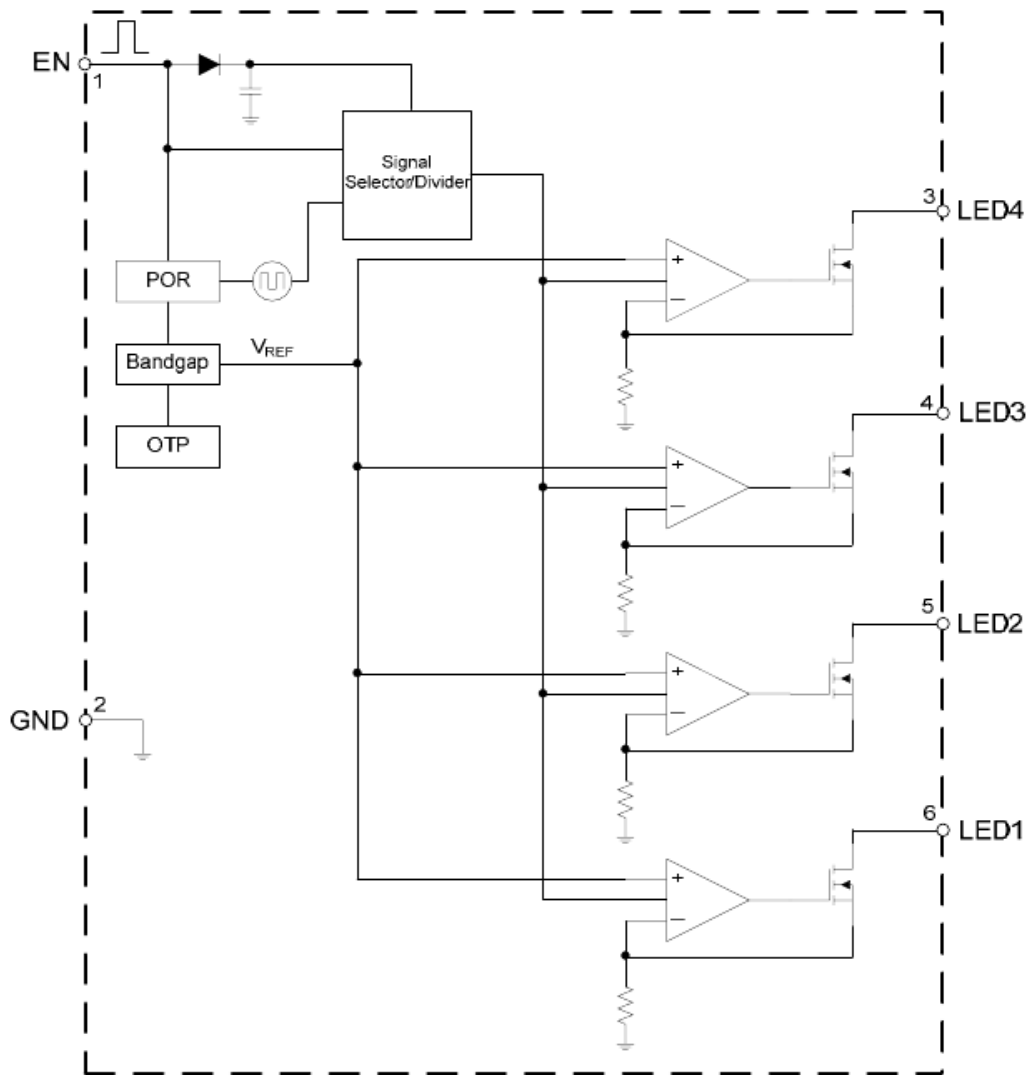 EN
1
Signal
Selector/Divider
3
LED4
+
−
POR
Bandgap
VREF
OTP
4
LED3
+
−
5
LED2
+
−
GND
2
6
LED1
+
−